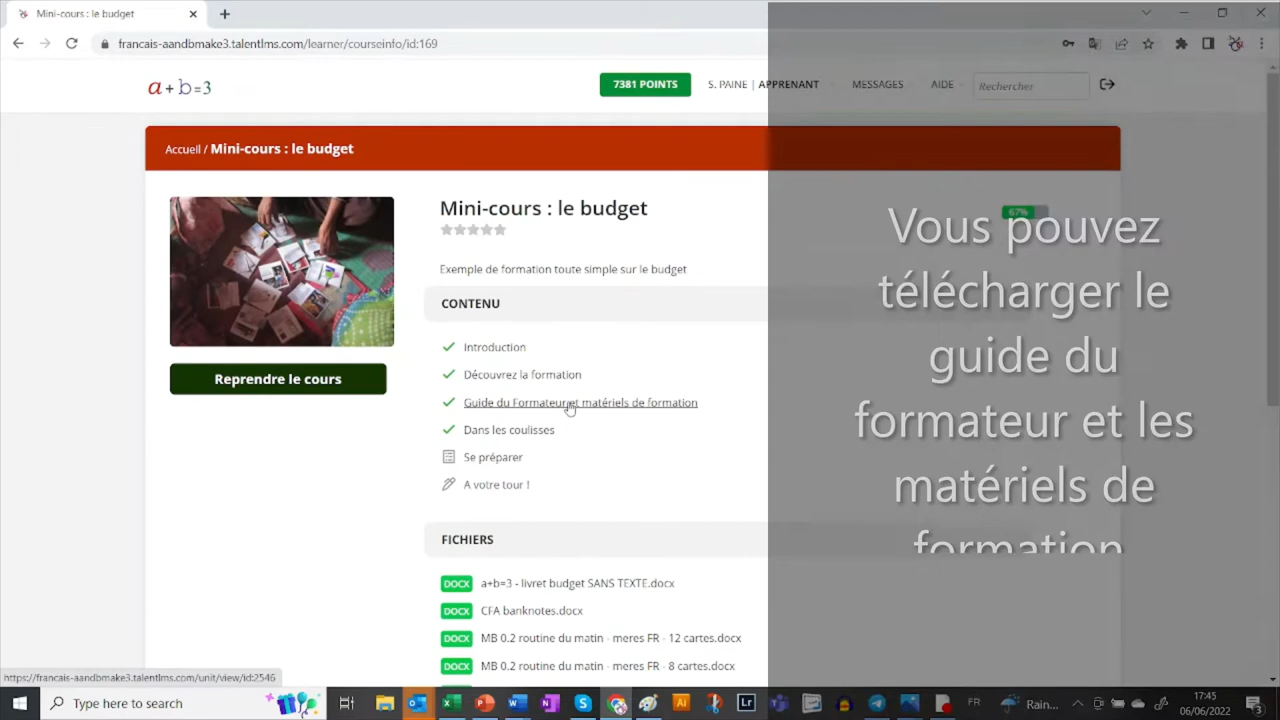 Mini-cours : le budget
francais-aandbmake3.talentlms.com/learner/courseinfo/id:169
a + b = 3
7381 POINTS
S. PAINE | APPRENANT
MESSAGES
AIDE
Rechercher
Accueil / Mini-cours : le budget
Mini-cours : le budget
67%
Exemple de formation toute simple sur le budget
CONTENU
Introduction
Découvrez la formation
Guide du Formateur et matériels de formation
Dans les coulisses
Se préparer
A votre tour !
Reprendre le cours
FICHIERS
DOCX a+b=3 - livret budget SANS TEXTE.docx
DOCX CFA banknotes.docx
DOCX MB 0.2 routine du matin - meres FR - 12 cartes.docx
DOCX MB 0.2 routine du matin - meres FR - 8 cartes.docx
Vous pouvez
télécharger le
guide du
formateur et les
matériels de
formation
https://francais-aandbmake3.talentlms.com/unit/view/id:2546
Type here to search
Lr
Rain...
FR
17:45
06/06/2022
3